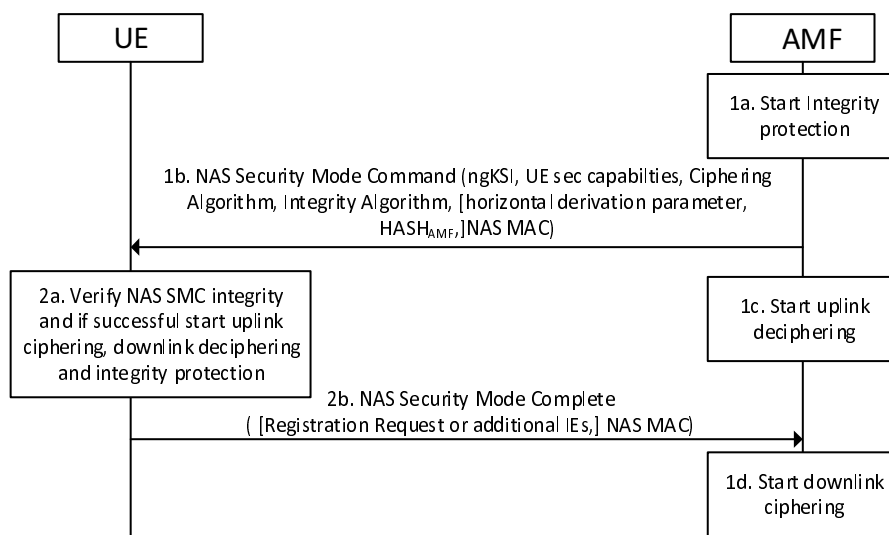 UE
AMF
1a. Start Integrity
protection
1b. NAS Security Mode Command (ngKSI, UE sec capabilties, Ciphering
Algorithm, Integrity Algorithm, [horizontal derivation parameter,
HASHAMF,]NAS MAC)
2a. Verify NAS SMC integrity
and if successful start uplink
ciphering, downlink deciphering
and integrity protection
1c. Start uplink
deciphering
2b. NAS Security Mode Complete
( [Registration Request or additional IEs,] NAS MAC)
1d. Start downlink
ciphering